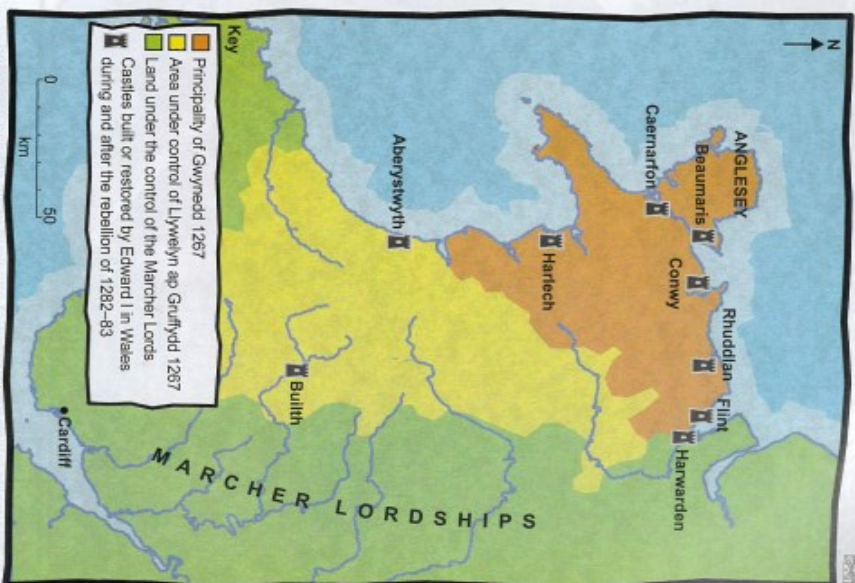 N
ANGLESEY
Beaumaris
Caernarfon
Conwy
Rhuddlan
Flint
Harwarden
Harlech
Aberystwyth
Builth
MARCHER LORDSHIPS
Cardiff
Key
Principality of Gwynedd 1267
Area under control of Llywelyn ap Gruffydd 1267
Land under the control of the Marcher Lords
Castles built or restored by Edward I in Wales
during and after the rebellion of 1282–83
0 50
km